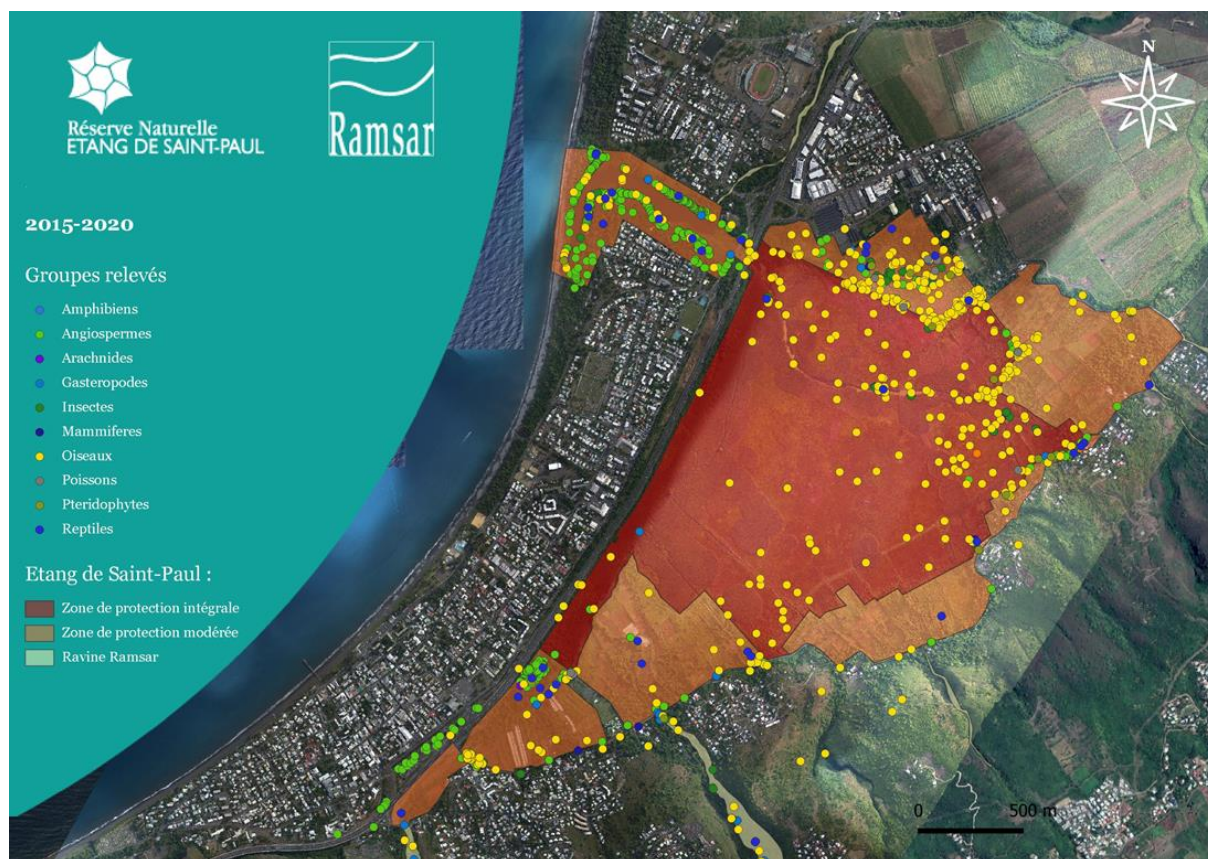 Réserve Naturelle
ETANG DE SAINT-PAUL
Ramsar
N
2015-2020
Groupes relevés
Amphibiens
Angiospermes
Arachnides
Gasteropodes
Insectes
Mammiferes
Oiseaux
Poissons
Pteridophytes
Reptiles
Etang de Saint-Paul :
Zone de protection intégrale
Zone de protection modérée
Ravine Ramsar
0 500 m